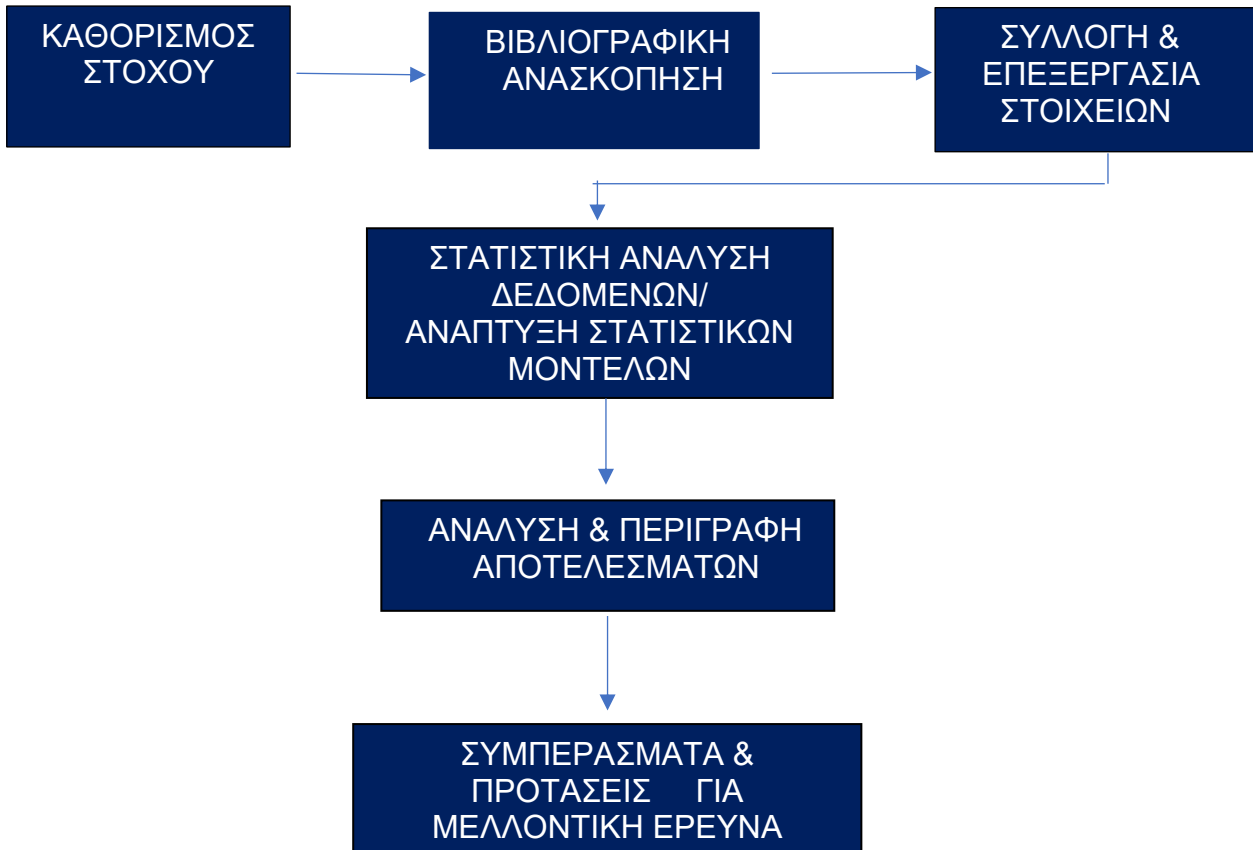 ΚΑΘΟΡΙΣΜΟΣ
ΣΤΟΧΟΥ
ΒΙΒΛΙΟΓΡΑΦΙΚΗ
ΑΝΑΣΚΟΠΗΣΗ
ΣΥΛΛΟΓΗ &
ΕΠΕΞΕΡΓΑΣΙΑ
ΣΤΟΙΧΕΙΩΝ
ΣΤΑΤΙΣΤΙΚΗ ΑΝΑΛΥΣΗ
ΔΕΔΟΜΕΝΩΝ/
ΑΝΑΠΤΥΞΗ ΣΤΑΤΙΣΤΙΚΩΝ
ΜΟΝΤΕΛΩΝ
ΑΝΑΛΥΣΗ & ΠΕΡΙΓΡΑΦΗ
ΑΠΟΤΕΛΕΣΜΑΤΩΝ
ΣΥΜΠΕΡΑΣΜΑΤΑ &
ΠΡΟΤΑΣΕΙΣ ΓΙΑ
ΜΕΛΛΟΝΤΙΚΗ ΕΡΕΥΝΑ